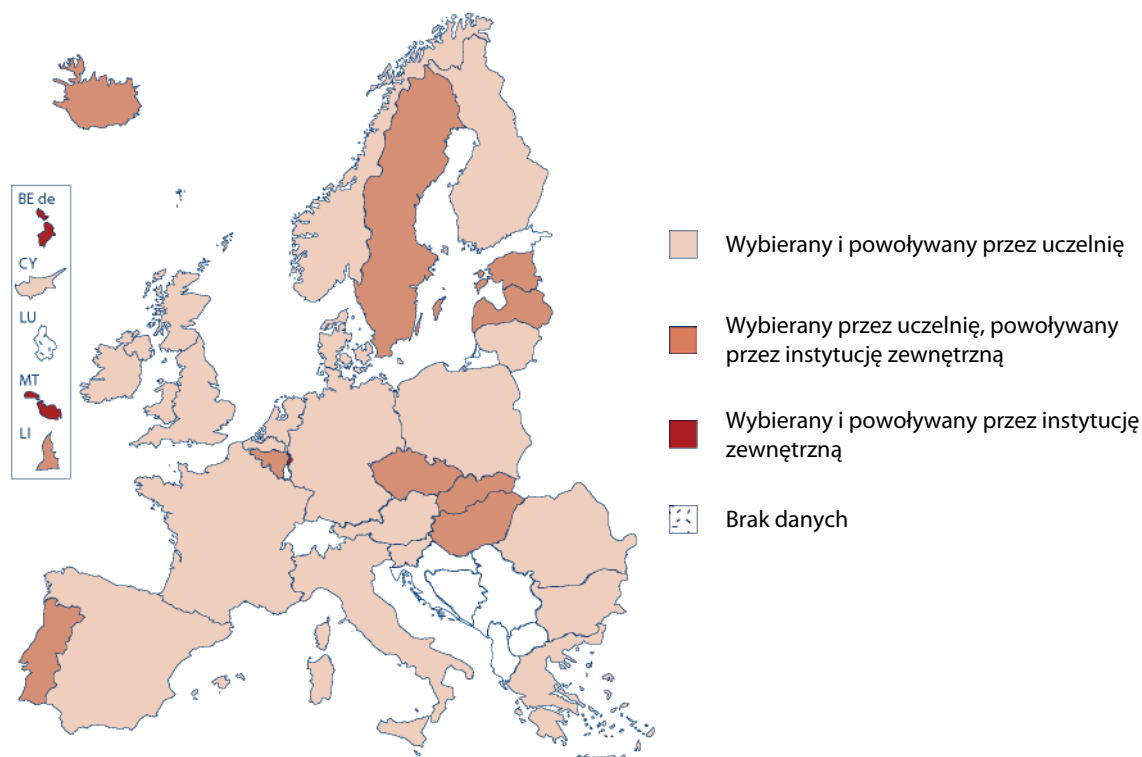 BE de
CY
LU
MT
LI
Wybierany i powoływany przez uczelnię
Wybierany przez uczelnię, powoływany
przez instytucję zewnętrzną
Wybierany i powoływany przez instytucję
zewnętrzną
Brak danych